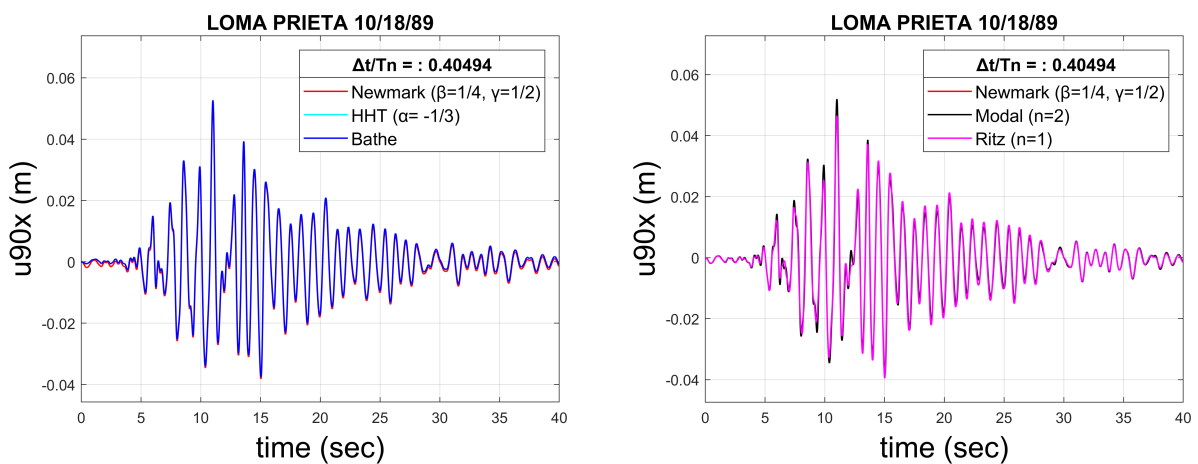 LOMA PRIETA 10/18/89
Δt/Tn = : 0.40494
Newmark (β=1/4, γ=1/2)
HHT (α= -1/3)
Bathe
0.06
0.04
0.02
0
-0.02
-0.04
u90x (m)
0 5 10 15 20 25 30 35 40
time (sec)
LOMA PRIETA 10/18/89
Δt/Tn = : 0.40494
Newmark (β=1/4, γ=1/2)
Modal (n=2)
Ritz (n=1)
0.06
0.04
0.02
0
-0.02
-0.04
u90x (m)
0 5 10 15 20 25 30 35 40
time (sec)